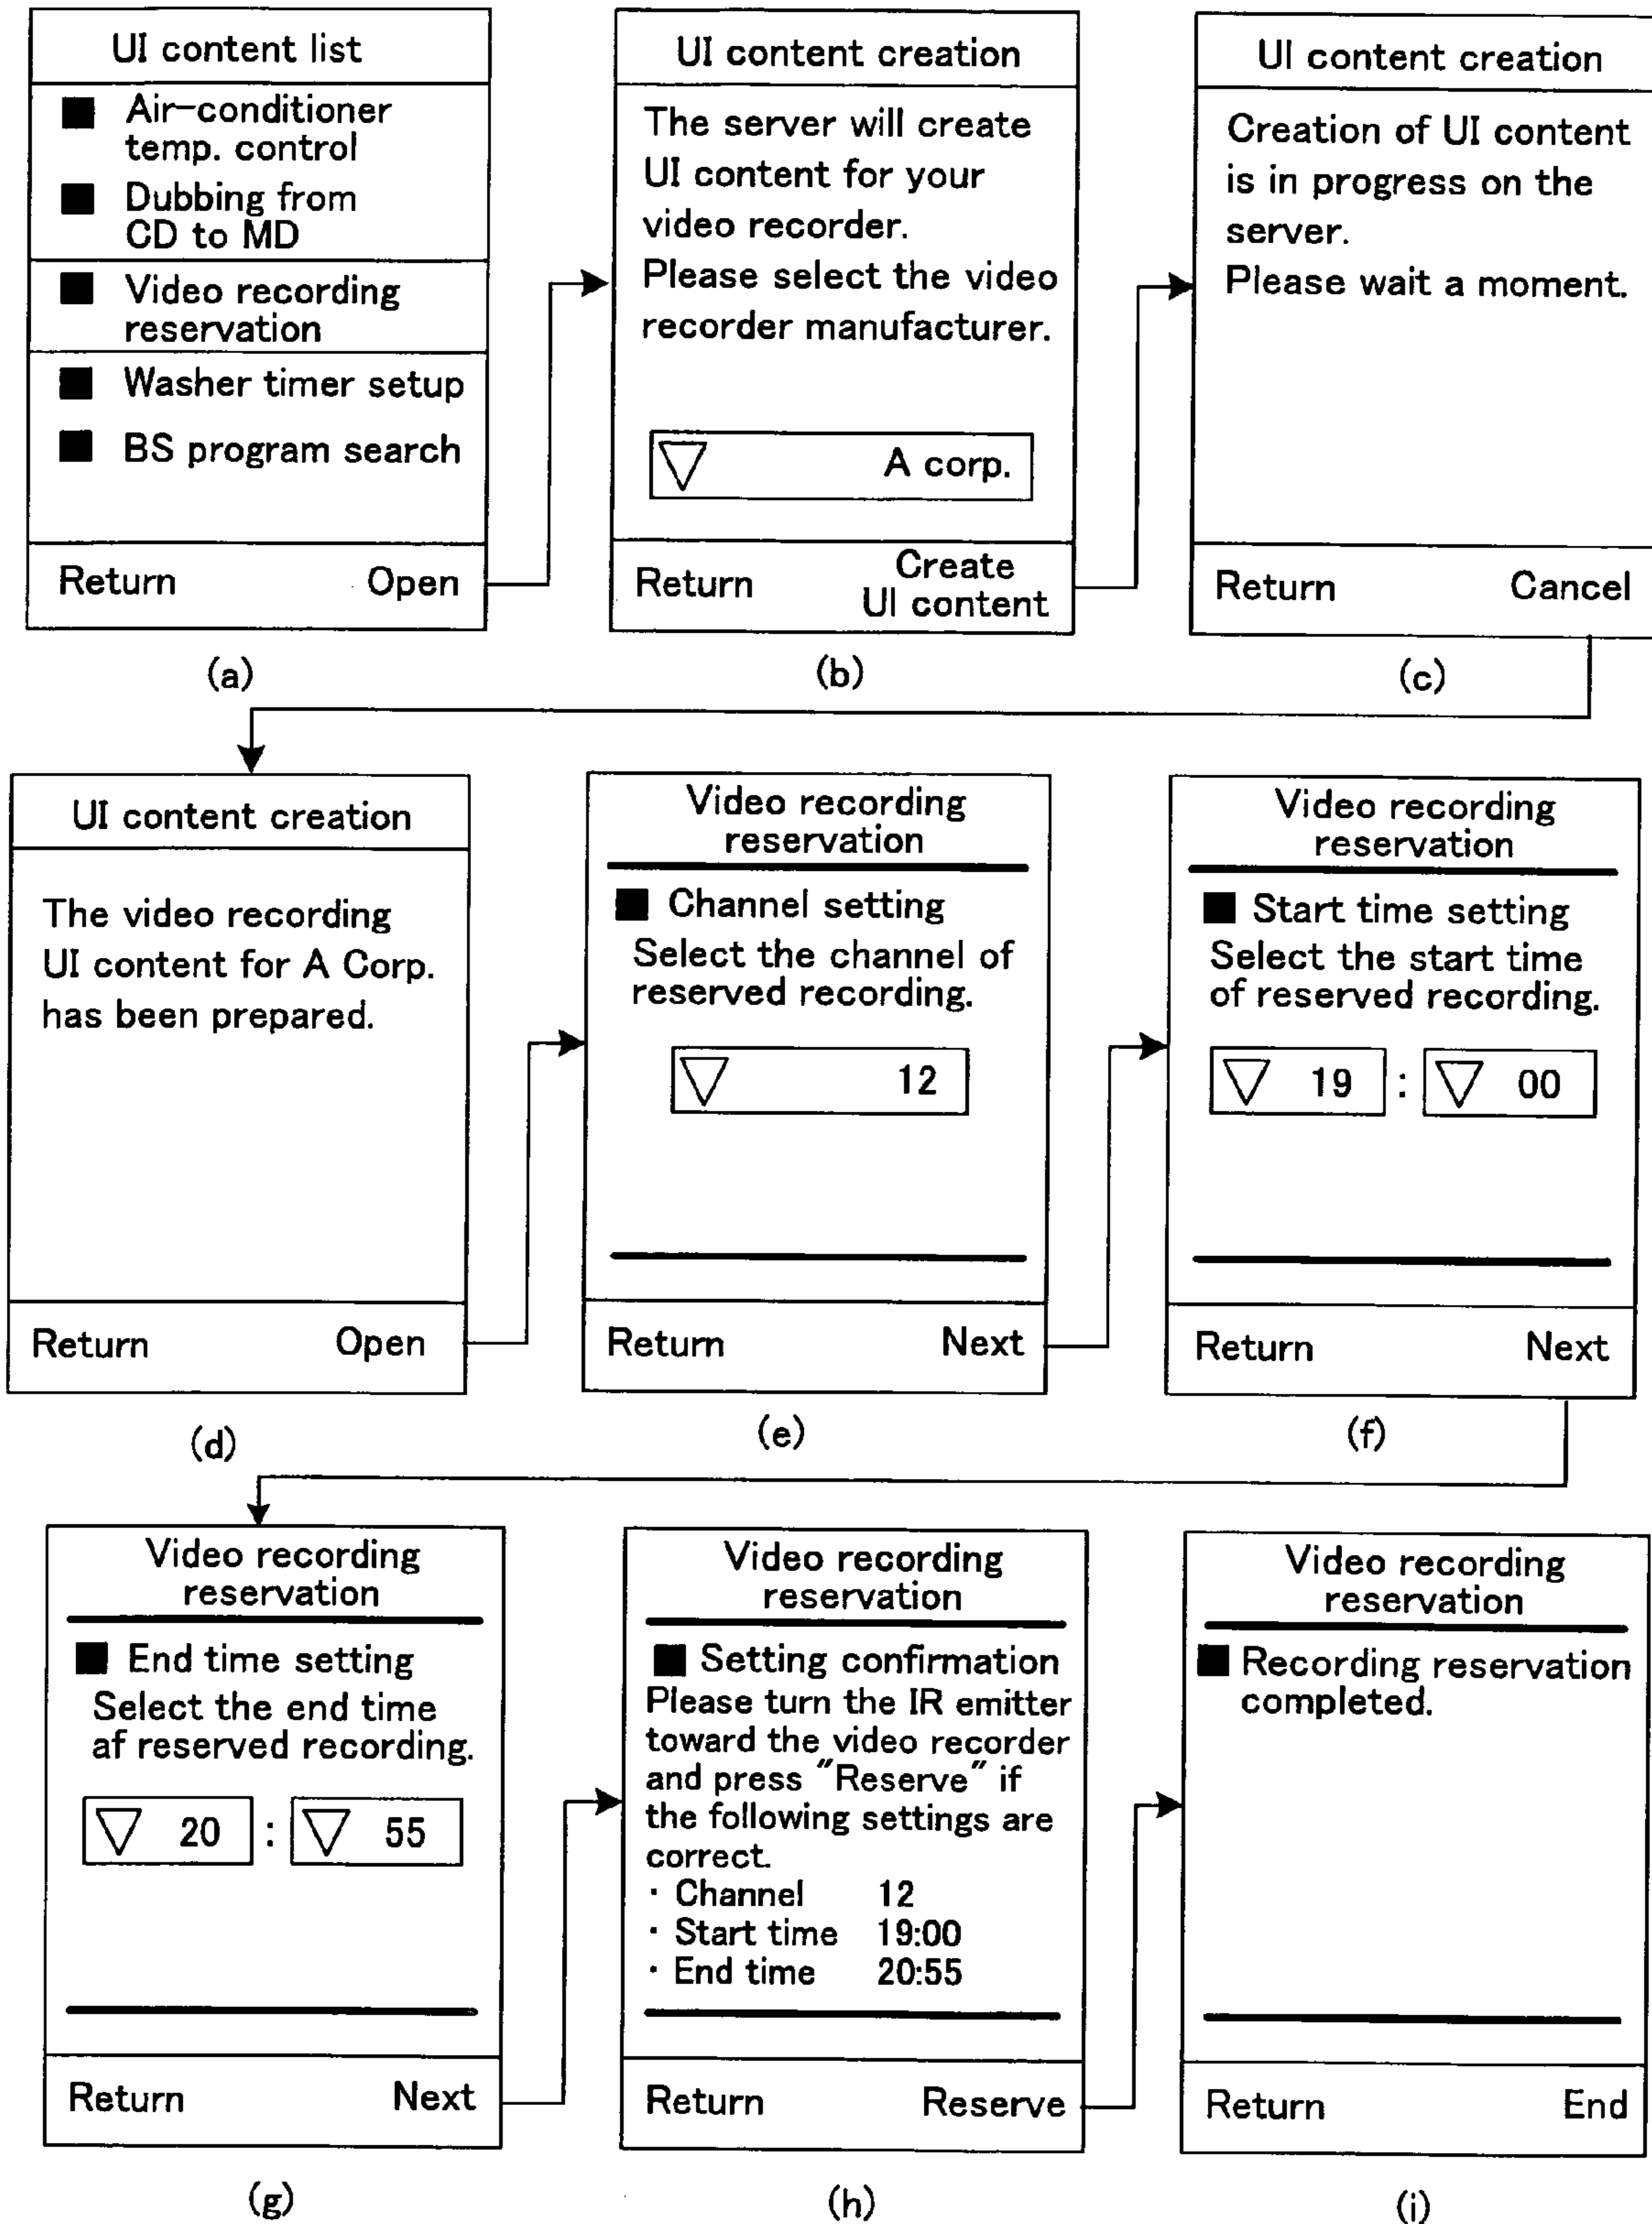 UI content list
■ Air-conditioner
temp. control
■ Dubbing from
CD to MD
■ Video recording
reservation
■ Washer timer setup
■ BS program search
Return Open
(a)
UI content creation
The server will create
UI content for your
video recorder.
Please select the video
recorder manufacturer.
▽ A corp.
Return Create
UI content
(b)
UI content creation
Creation of UI content
is in progress on the
server.
Please wait a moment.
Return Cancel
(c)
UI content creation
The video recording
UI content for A Corp.
has been prepared.
Return Open
(d)
Video recording
reservation
■ Channel setting
Select the channel of
reserved recording.
▽ 12
Return Next
(e)
Video recording
reservation
■ Start time setting
Select the start time
of reserved recording.
▽ 19 : ▽ 00
Return Next
(f)
Video recording
reservation
■ End time setting
Select the end time
af reserved recording.
▽ 20 : ▽ 55
Return Next
(g)
Video recording
reservation
■ Setting confirmation
Please turn the IR emitter
toward the video recorder
and press "Reserve" if
the following settings are
correct.
・ Channel 12
・ Start time 19:00
・ End time 20:55
Return Reserve
(h)
Video recording
reservation
■ Recording reservation
completed.
Return End
(i)